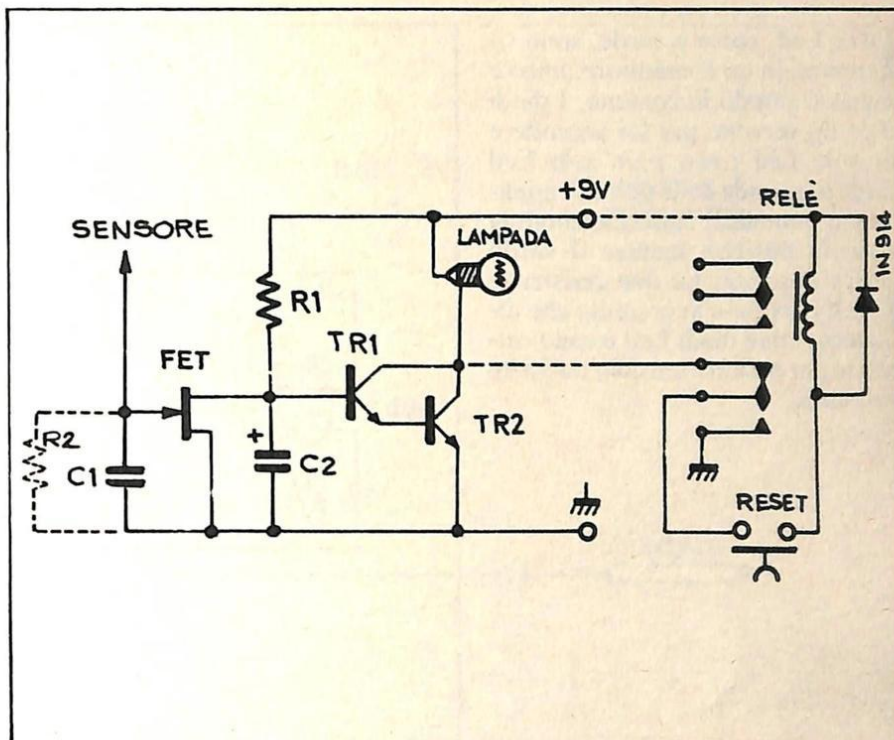 +9V
RELÈ
SENSORE
LAMPADA
1N914
R1
FET
TR1
R2
C1
+
C2
TR2
RESET